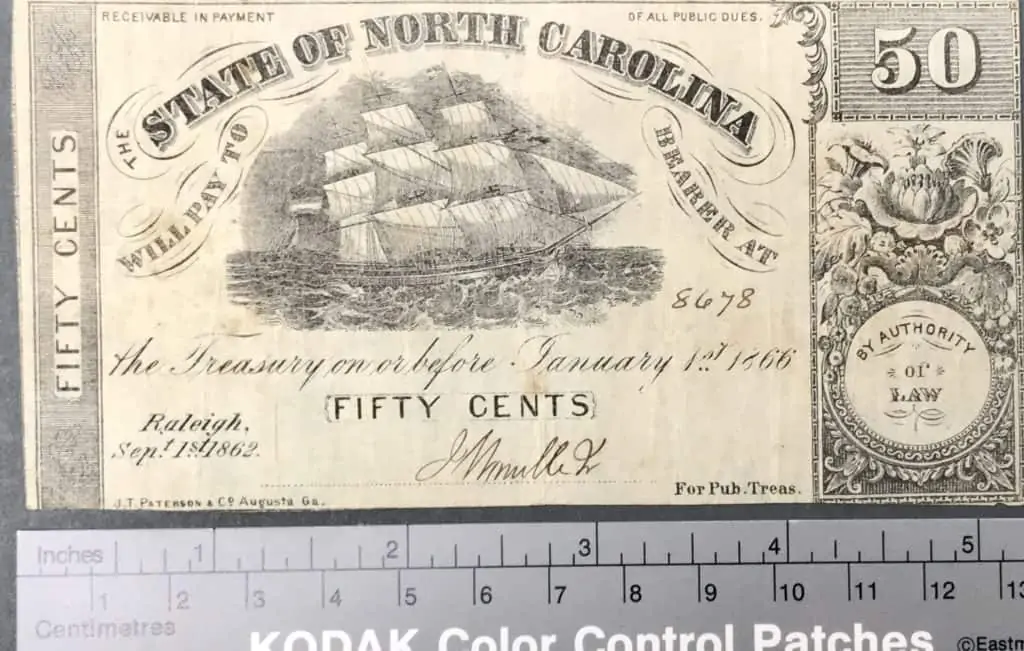 RECEIVABLE IN PAYMENT OF ALL PUBLIC DUES.
THE STATE OF NORTH CAROLINA
50
WILL PAY TO BEARER AT
8678
the Treasury on or before January 1st 1866
FIFTY CENTS
FIFTY CENTS
Raleigh,
Sept. 1st 1862.
For Pub. Treas.
J.T. PATERSON & Co Augusta Ga.
BY AUTHORITY
OF
LAW
Inches 1 2 3 4 5
1 2 3 4 5 6 7 8 9 10 11 12 13
Centimetres
KODAK Color Control Patches